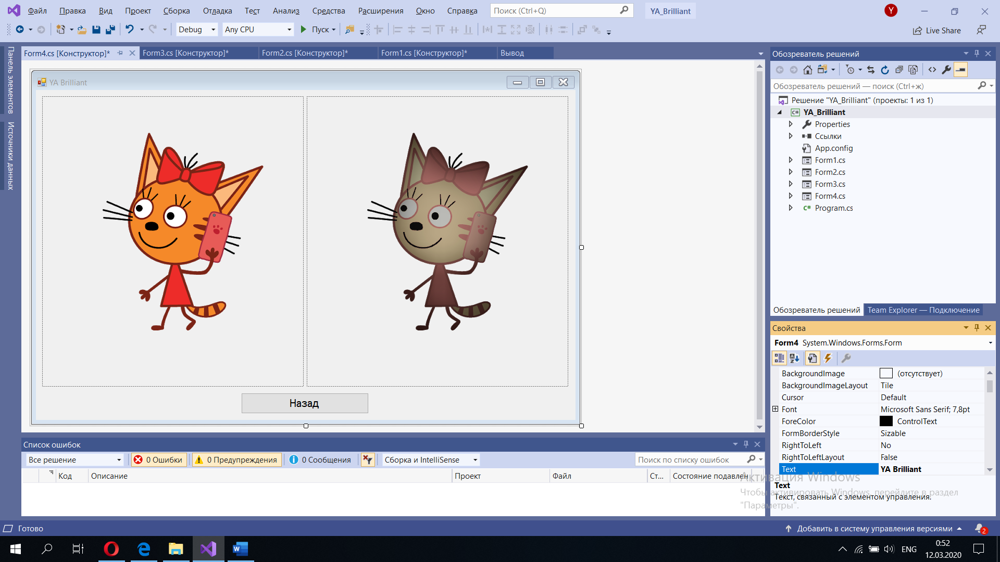 Файл Правка Вид Проект Сборка Отладка Тест Анализ Средства Расширения Окно Справка Поиск (Ctrl+Q) YA_Brilliant Y
Debug Any CPU Пуск Live Share
Панель элементов
Источники данных
Form4.cs [Конструктор]* Form3.cs [Конструктор]* Form2.cs [Конструктор]* Form1.cs [Конструктор]* Вывод
YA Brilliant
Назад
Обозреватель решений
Обозреватель решений — поиск (Ctrl+ж)
Решение "YA_Brilliant" (проекты: 1 из 1)
C# YA_Brilliant
Properties
Ссылки
App.config
Form1.cs
Form2.cs
Form3.cs
Form4.cs
C# Program.cs
Обозреватель решений Team Explorer — Подключение
Свойства
Form4 System.Windows.Forms.Form
BackgroundImage (отсутствует)
BackgroundImageLayout Tile
Cursor Default
Font Microsoft Sans Serif; 7,8pt
ForeColor ControlText
FormBorderStyle Sizable
RightToLeft No
RightToLeftLayout False
Text YA Brilliant
Text
Текст, связанный с элементом управления.
Список ошибок
Все решение 0 Ошибки 0 Предупреждения 0 Сообщения Сборка и IntelliSense Поиск по списку ошибок
Код Описание Проект Файл Ст... Состояние подавлен
Активация Windows
Чтобы активировать Windows, перейдите в раздел
"Параметры".
Готово Добавить в систему управления версиями 2
ENG 0:52
12.03.2020